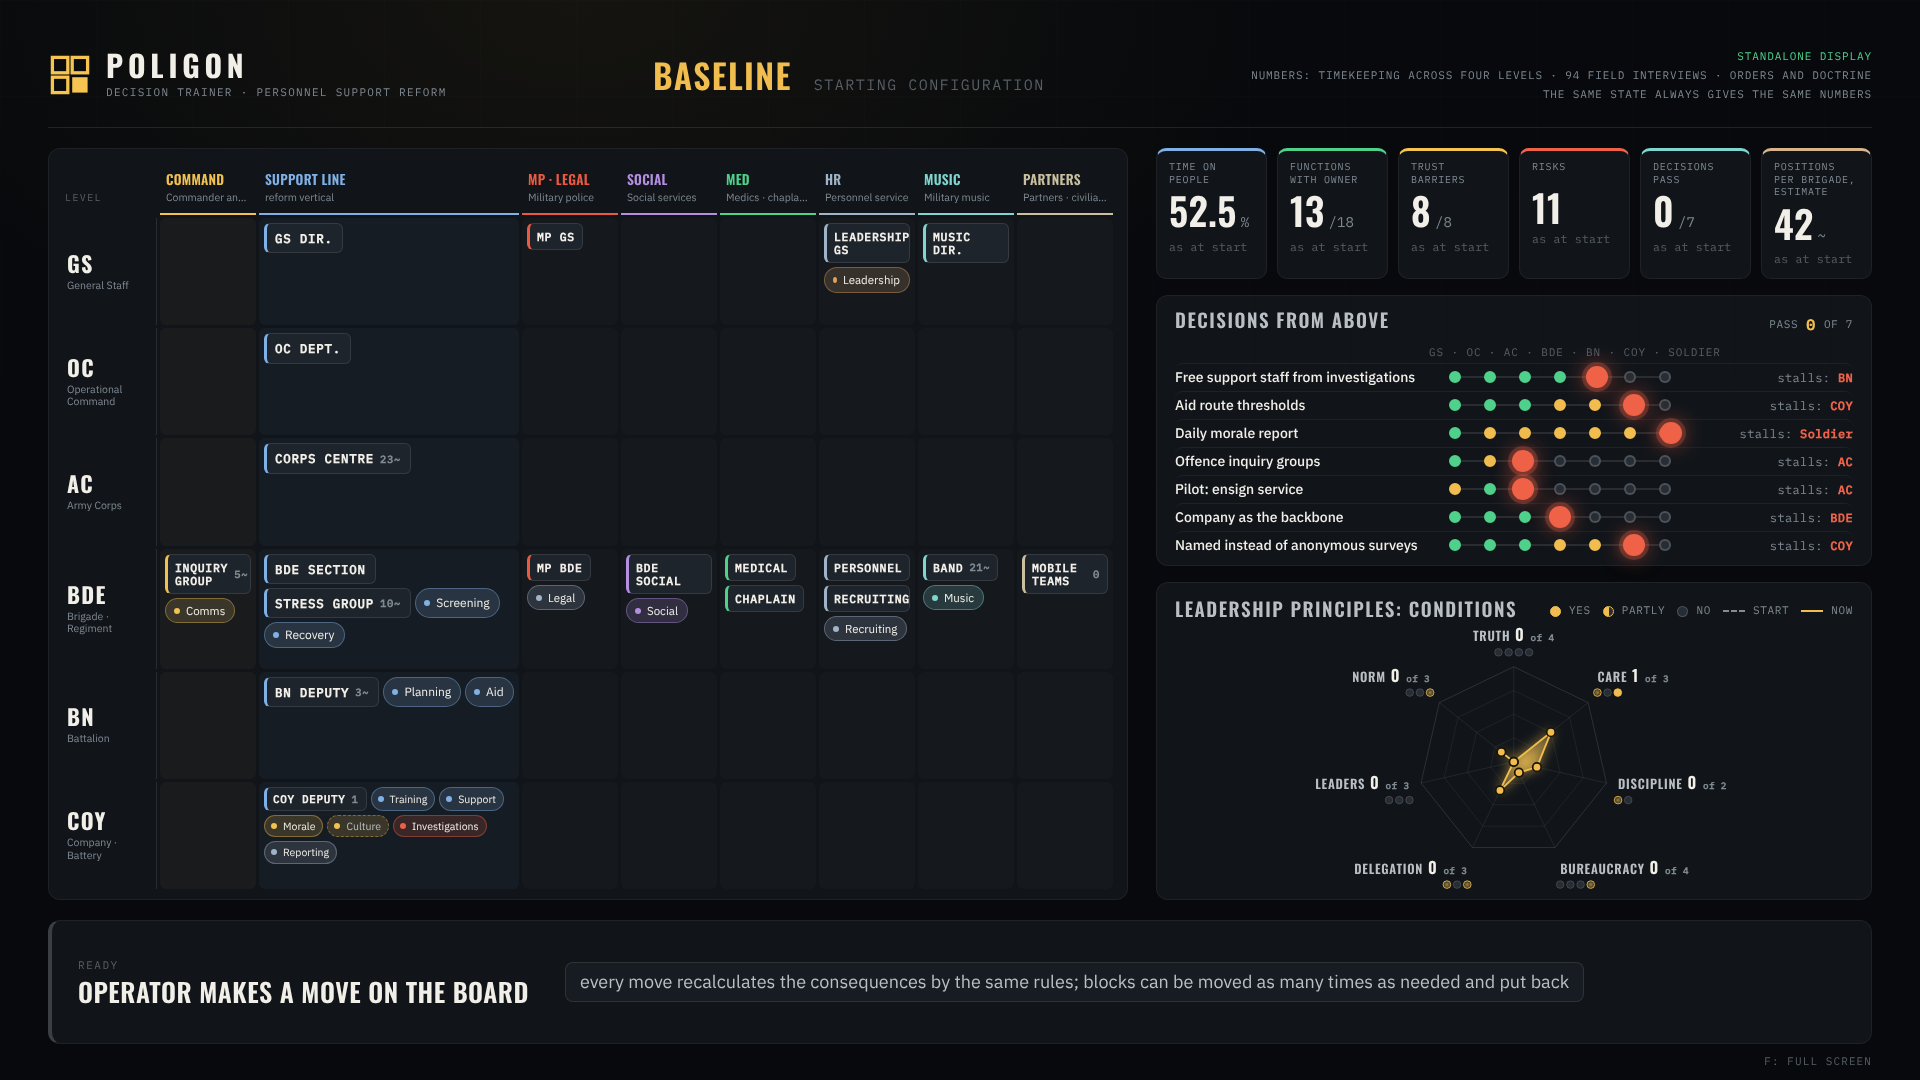 POLIGON
DECISION TRAINER · PERSONNEL SUPPORT REFORM
BASELINE STARTING CONFIGURATION
STANDALONE DISPLAY
NUMBERS: TIMEKEEPING ACROSS FOUR LEVELS · 94 FIELD INTERVIEWS · ORDERS AND DOCTRINE
THE SAME STATE ALWAYS GIVES THE SAME NUMBERS
LEVEL
COMMAND
Commander an...
SUPPORT LINE
reform vertical
MP · LEGAL
Military police
SOCIAL
Social services
MED
Medics · chapla...
HR
Personnel service
MUSIC
Military music
PARTNERS
Partners · civilia...
GS
General Staff
GS DIR.
MP GS
LEADERSHIP
GS
Leadership
MUSIC
DIR.
OC
Operational
Command
OC DEPT.
AC
Army Corps
CORPS CENTRE 23~
BDE
Brigade ·
Regiment
INQUIRY
GROUP 5~
Comms
BDE SECTION
STRESS GROUP 10~
Screening
Recovery
MP BDE
Legal
BDE
SOCIAL
Social
MEDICAL
CHAPLAIN
PERSONNEL
RECRUITING
Recruiting
BAND 21~
Music
MOBILE
TEAMS 0
BN
Battalion
BN DEPUTY 3~
Planning
Aid
COY
Company ·
Battery
COY DEPUTY 1
Training
Support
Morale
Culture
Investigations
Reporting
TIME ON
PEOPLE
52.5 %
as at start
FUNCTIONS
WITH OWNER
13 /18
as at start
TRUST
BARRIERS
8 /8
as at start
RISKS
11
as at start
DECISIONS
PASS
0 /7
as at start
POSITIONS
PER BRIGADE,
ESTIMATE
42 ~
as at start
DECISIONS FROM ABOVE
PASS 0 OF 7
GS · OC · AC · BDE · BN · COY · SOLDIER
Free support staff from investigations stalls: BN
Aid route thresholds stalls: COY
Daily morale report stalls: Soldier
Offence inquiry groups stalls: AC
Pilot: ensign service stalls: AC
Company as the backbone stalls: BDE
Named instead of anonymous surveys stalls: COY
LEADERSHIP PRINCIPLES: CONDITIONS
YES PARTLY NO START NOW
TRUTH 0 of 4
NORM 0 of 3
CARE 1 of 3
LEADERS 0 of 3
DISCIPLINE 0 of 2
DELEGATION 0 of 3
BUREAUCRACY 0 of 4
READY
OPERATOR MAKES A MOVE ON THE BOARD
every move recalculates the consequences by the same rules; blocks can be moved as many times as needed and put back
F: FULL SCREEN